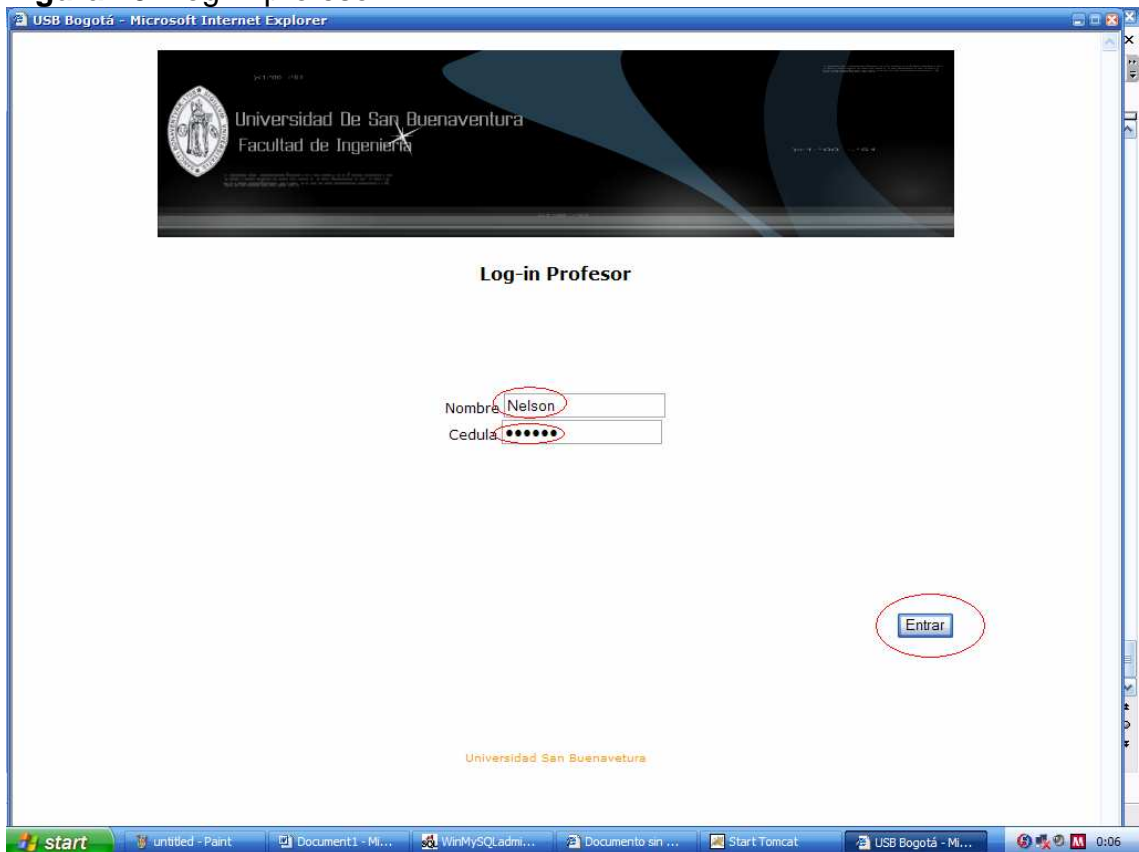 USB Bogotá - Microsoft Internet Explorer
Universidad De San Buenaventura
Facultad de Ingeniería
Log-in Profesor
Nombre Nelson
Cedula ••••••
Entrar
Universidad San Buenavetura
start untitled - Paint Document1 - Mi... WinMySQLadmi... Documento sin ... Start Tomcat USB Bogotá - Mi... 0:06